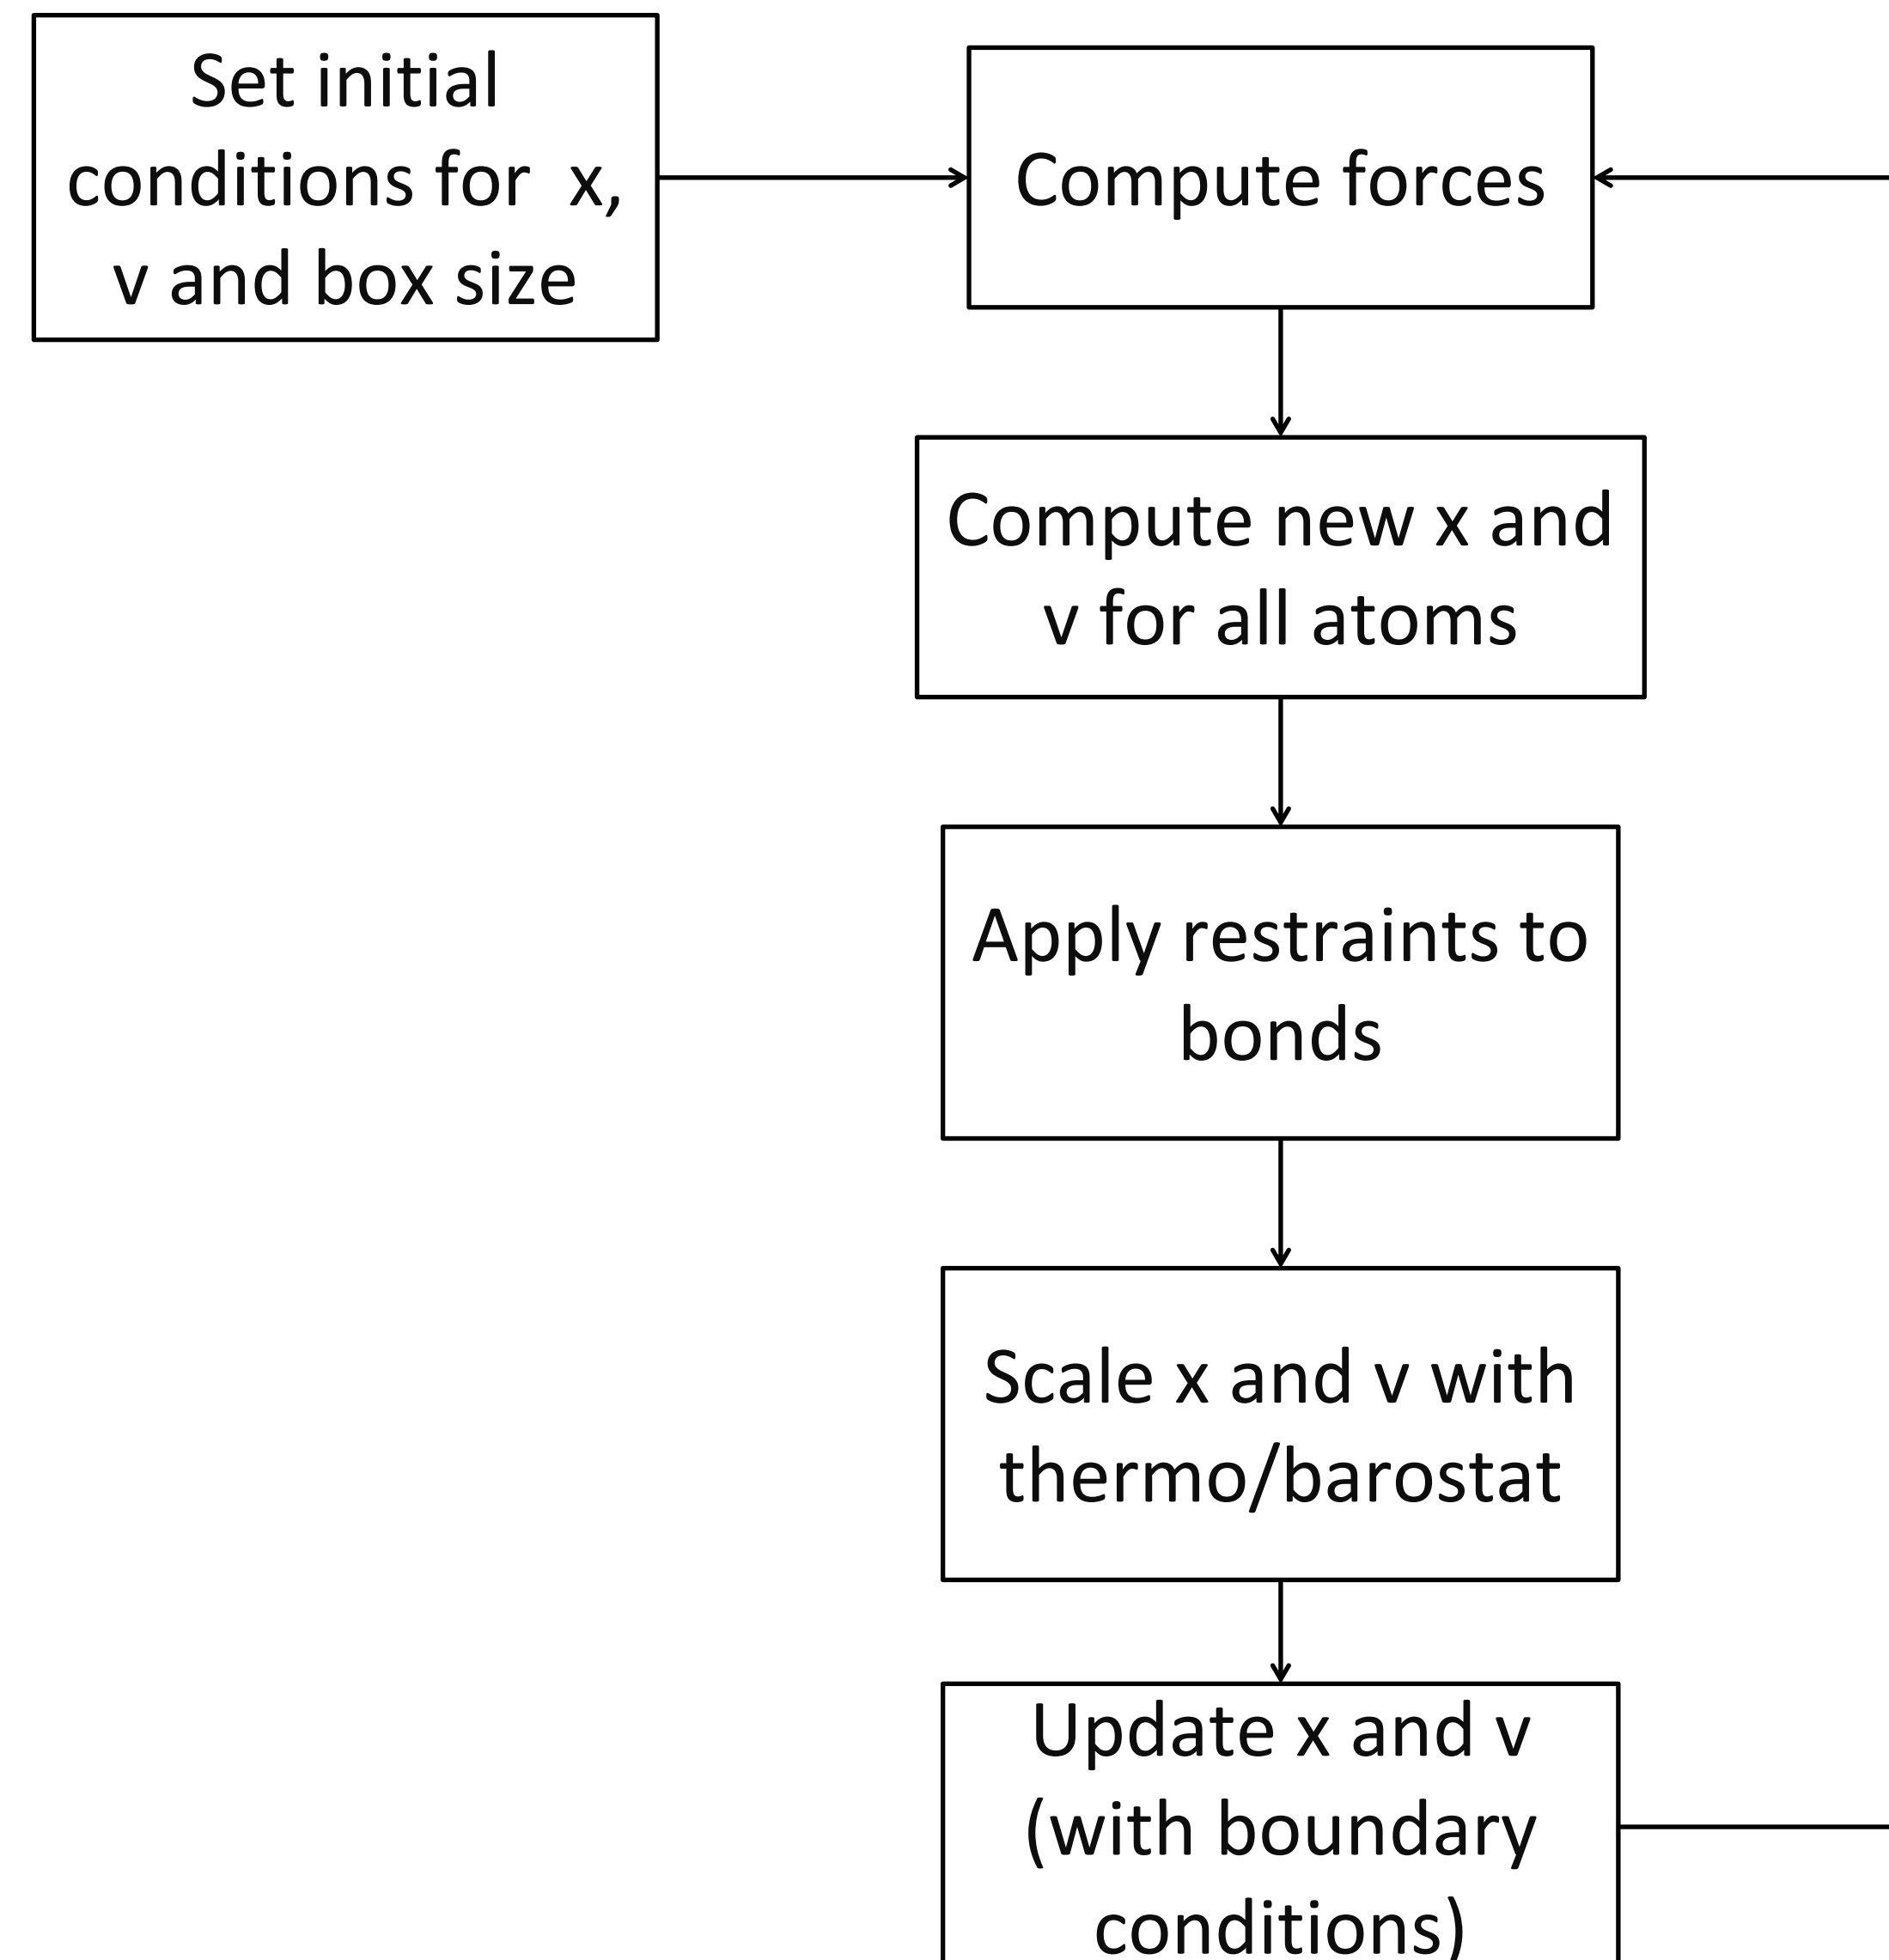 Set initial
conditions for x,
v and box size
Compute forces
Compute new x and
v for all atoms
Apply restraints to
bonds
Scale x and v with
thermo/barostat
Update x and v
(with boundary
conditions)